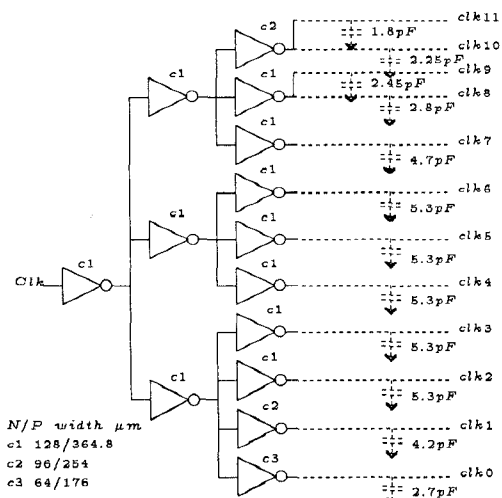 c2
clk11
1.8pF
clk10
c1
2.25pF
clk9
c1
2.45pF
clk8
2.8pF
c1
clk7
4.7pF
c1
clk6
5.3pF
c1
c1
clk5
5.3pF
Clk
c1
c1
clk4
5.3pF
c1
clk3
5.3pF
c1
c1
clk2
5.3pF
N/P width μm
c1 128/364.8
c2 96/254
c3 64/176
c2
clk1
4.2pF
c3
clk0
2.7pF